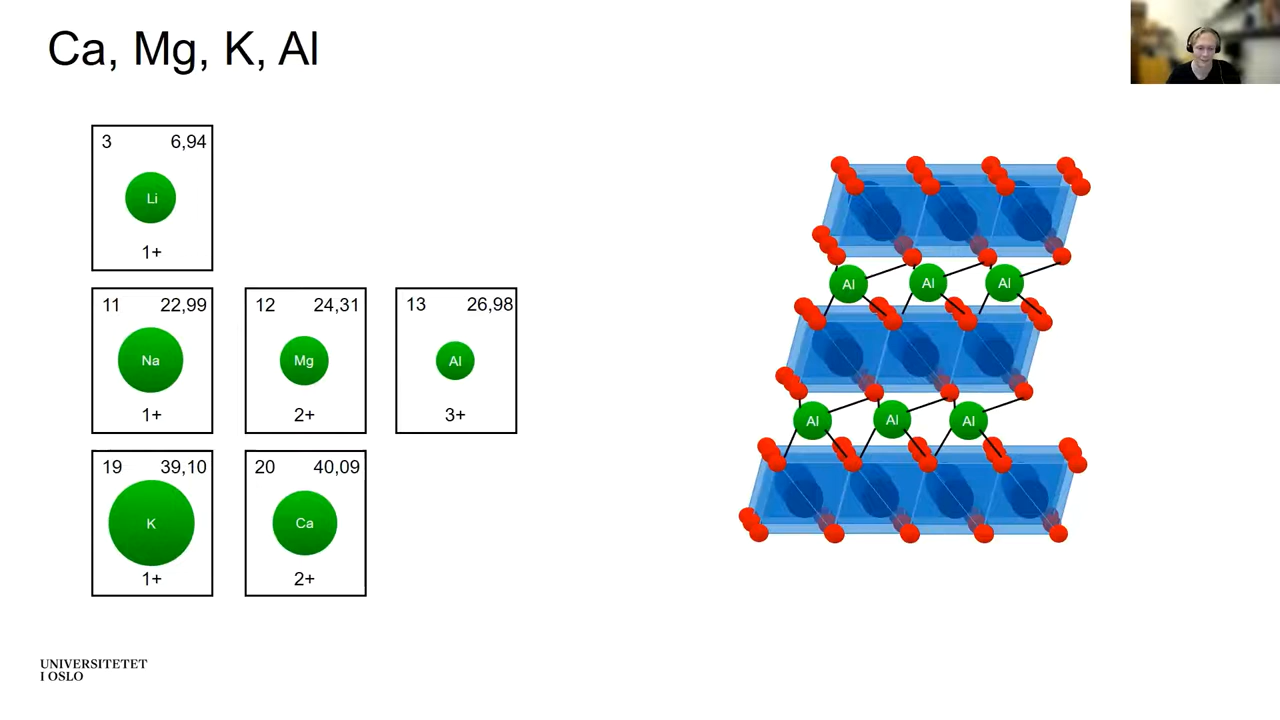 Ca, Mg, K, Al
3 6,94
Li
1+
11 22,99
Na
1+
12 24,31
Mg
2+
13 26,98
Al
3+
19 39,10
K
1+
20 40,09
Ca
2+
Al Al Al
Al Al Al
UNIVERSITETET
I OSLO